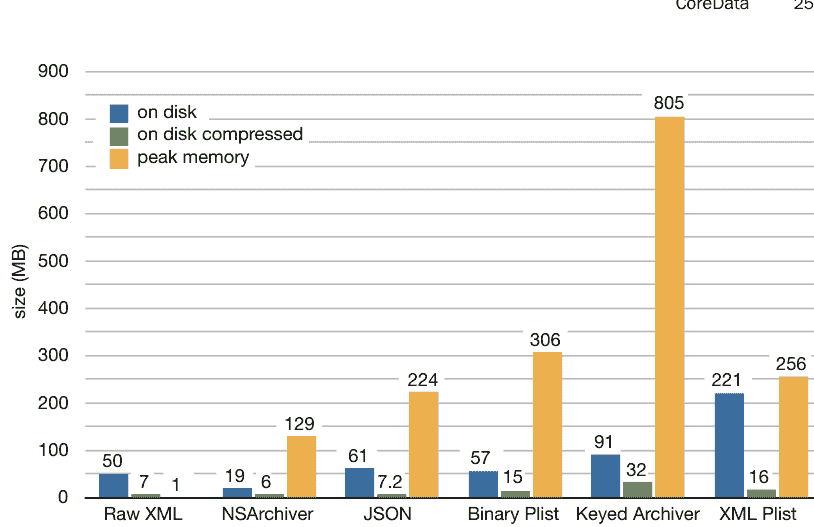 CoreData 25
900
800
700
600
500
400
300
200
100
0
size (MB)
on disk
on disk compressed
peak memory
50 7 1
19 6 129
61 7.2 224
57 15 306
91 32 805
221 16 256
Raw XML NSArchiver JSON Binary Plist Keyed Archiver XML Plist